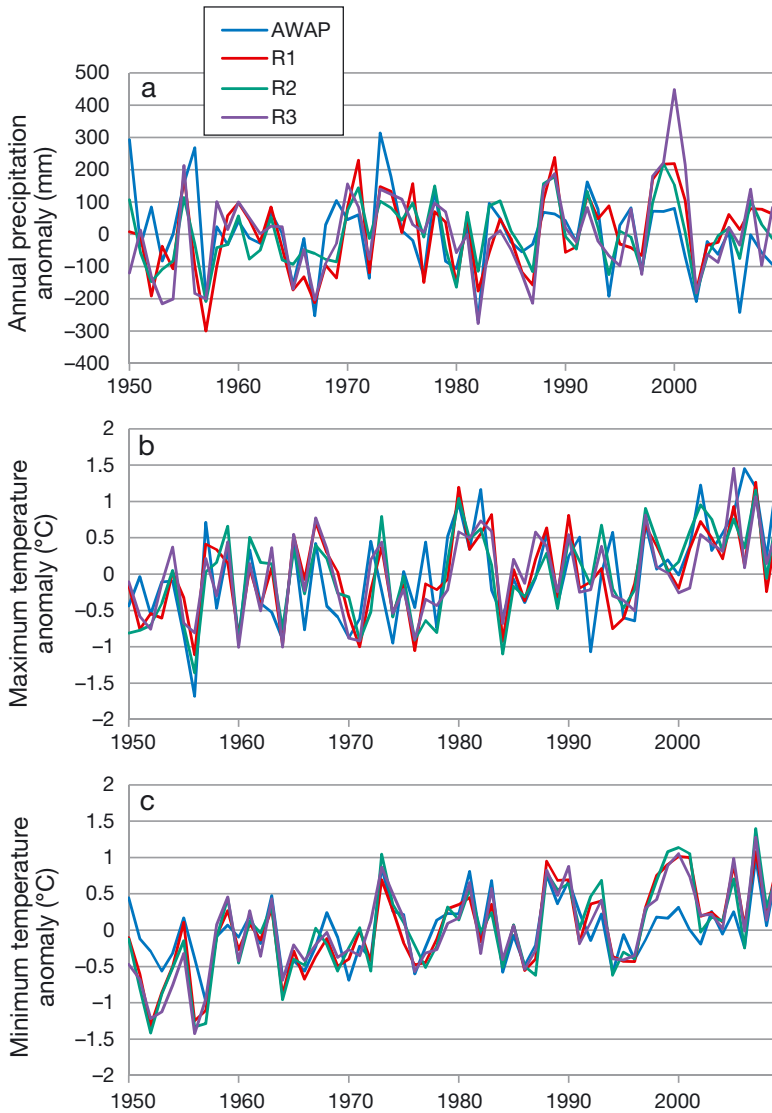 AWAP
R1
R2
R3
a
Annual precipitation
anomaly (mm)
500
400
300
200
100
0
−100
−200
−300
−400
1950 1960 1970 1980 1990 2000
b
Maximum temperature
anomaly (°C)
2
1.5
1
0.5
0
−0.5
−1
−1.5
−2
1950 1960 1970 1980 1990 2000
c
Minimum temperature
anomaly (°C)
2
1.5
1
0.5
0
−0.5
−1
−1.5
−2
1950 1960 1970 1980 1990 2000